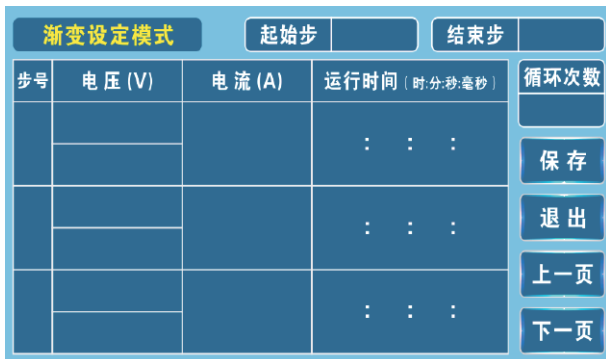 渐变设定模式 起始步 结束步
步号 电压(V) 电流(A) 运行时间(时:分:秒:毫秒) 循环次数
: : :
保存
: : :
退出
上一页
: : :
下一页